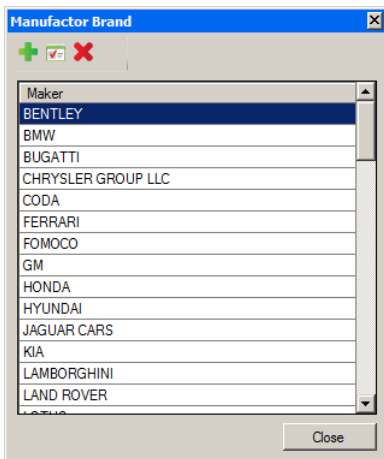 Manufactor Brand
Maker
BENTLEY
BMW
BUGATTI
CHRYSLER GROUP LLC
CODA
FERRARI
FOMOCO
GM
HONDA
HYUNDAI
JAGUAR CARS
KIA
LAMBORGHINI
LAND ROVER
Close